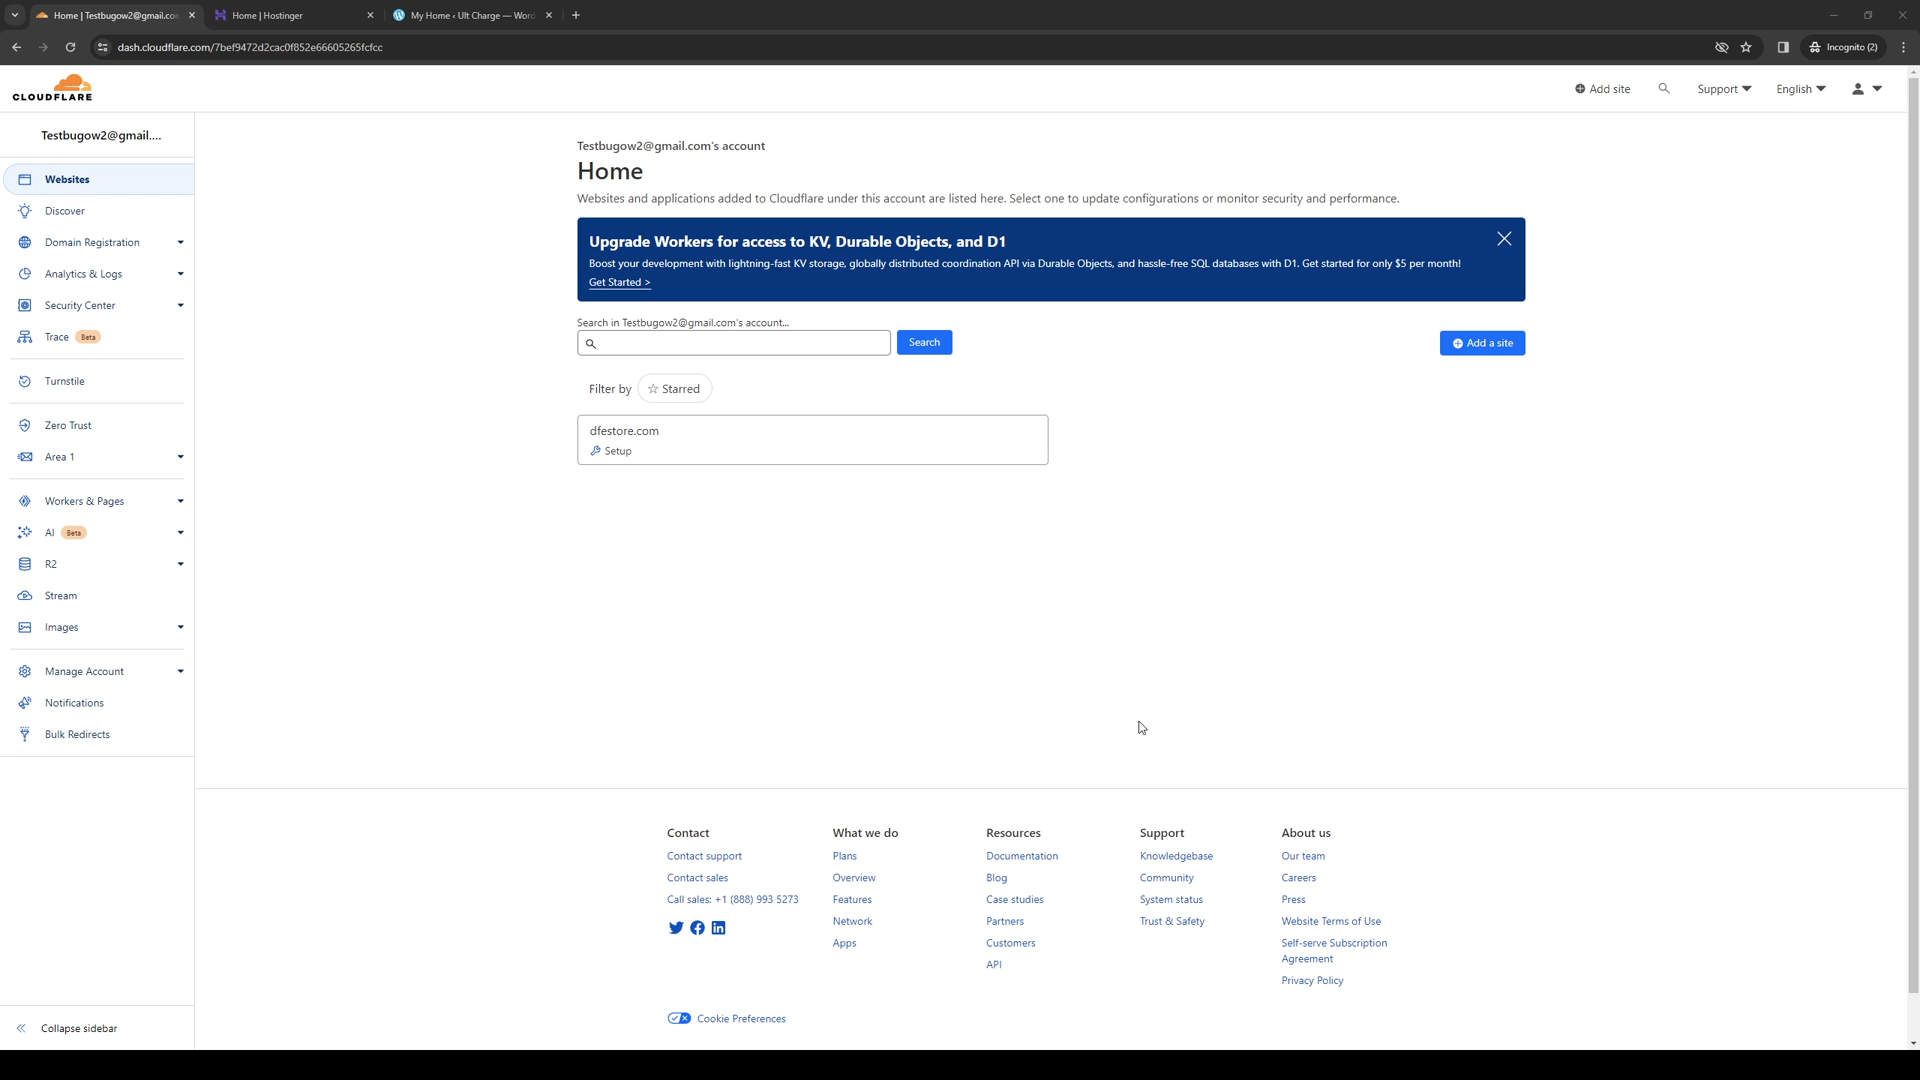 Home | Testbugow2@gmail.com
Home | Hostinger
My Home ‹ Ult Charge — Word
dash.cloudflare.com/7bef9472d2cac0f852e66605265fcfcc
Incognito (2)
CLOUDFLARE
Add site
Support
English
Testbugow2@gmail....
Websites
Discover
Domain Registration
Analytics & Logs
Security Center
Trace Beta
Turnstile
Zero Trust
Area 1
Workers & Pages
AI Beta
R2
Stream
Images
Manage Account
Notifications
Bulk Redirects
Collapse sidebar
Testbugow2@gmail.com's account
Home
Websites and applications added to Cloudflare under this account are listed here. Select one to update configurations or monitor security and performance.
Upgrade Workers for access to KV, Durable Objects, and D1
Boost your development with lightning-fast KV storage, globally distributed coordination API via Durable Objects, and hassle-free SQL databases with D1. Get started for only $5 per month!
Get Started >
Search in Testbugow2@gmail.com's account...
Search
Add a site
Filter by
Starred
dfestore.com
Setup
Contact
Contact support
Contact sales
Call sales: +1 (888) 993 5273
What we do
Plans
Overview
Features
Network
Apps
Resources
Documentation
Blog
Case studies
Partners
Customers
API
Support
Knowledgebase
Community
System status
Trust & Safety
About us
Our team
Careers
Press
Website Terms of Use
Self-serve Subscription
Agreement
Privacy Policy
Cookie Preferences